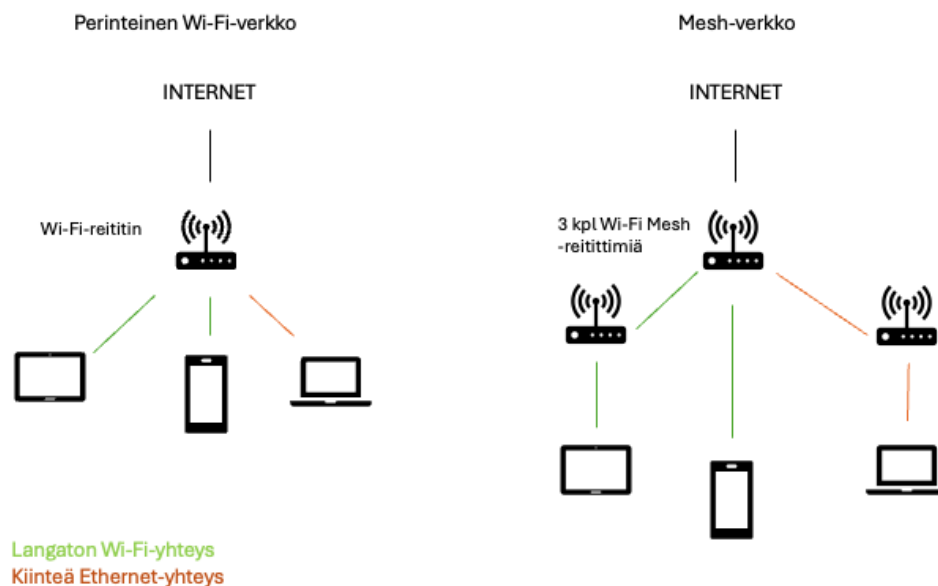 Perinteinen Wi-Fi-verkko
Mesh-verkko
INTERNET
INTERNET
Wi-Fi-reititin
3 kpl Wi-Fi Mesh
-reitittimiä
Langaton Wi-Fi-yhteys
Kiinteä Ethernet-yhteys